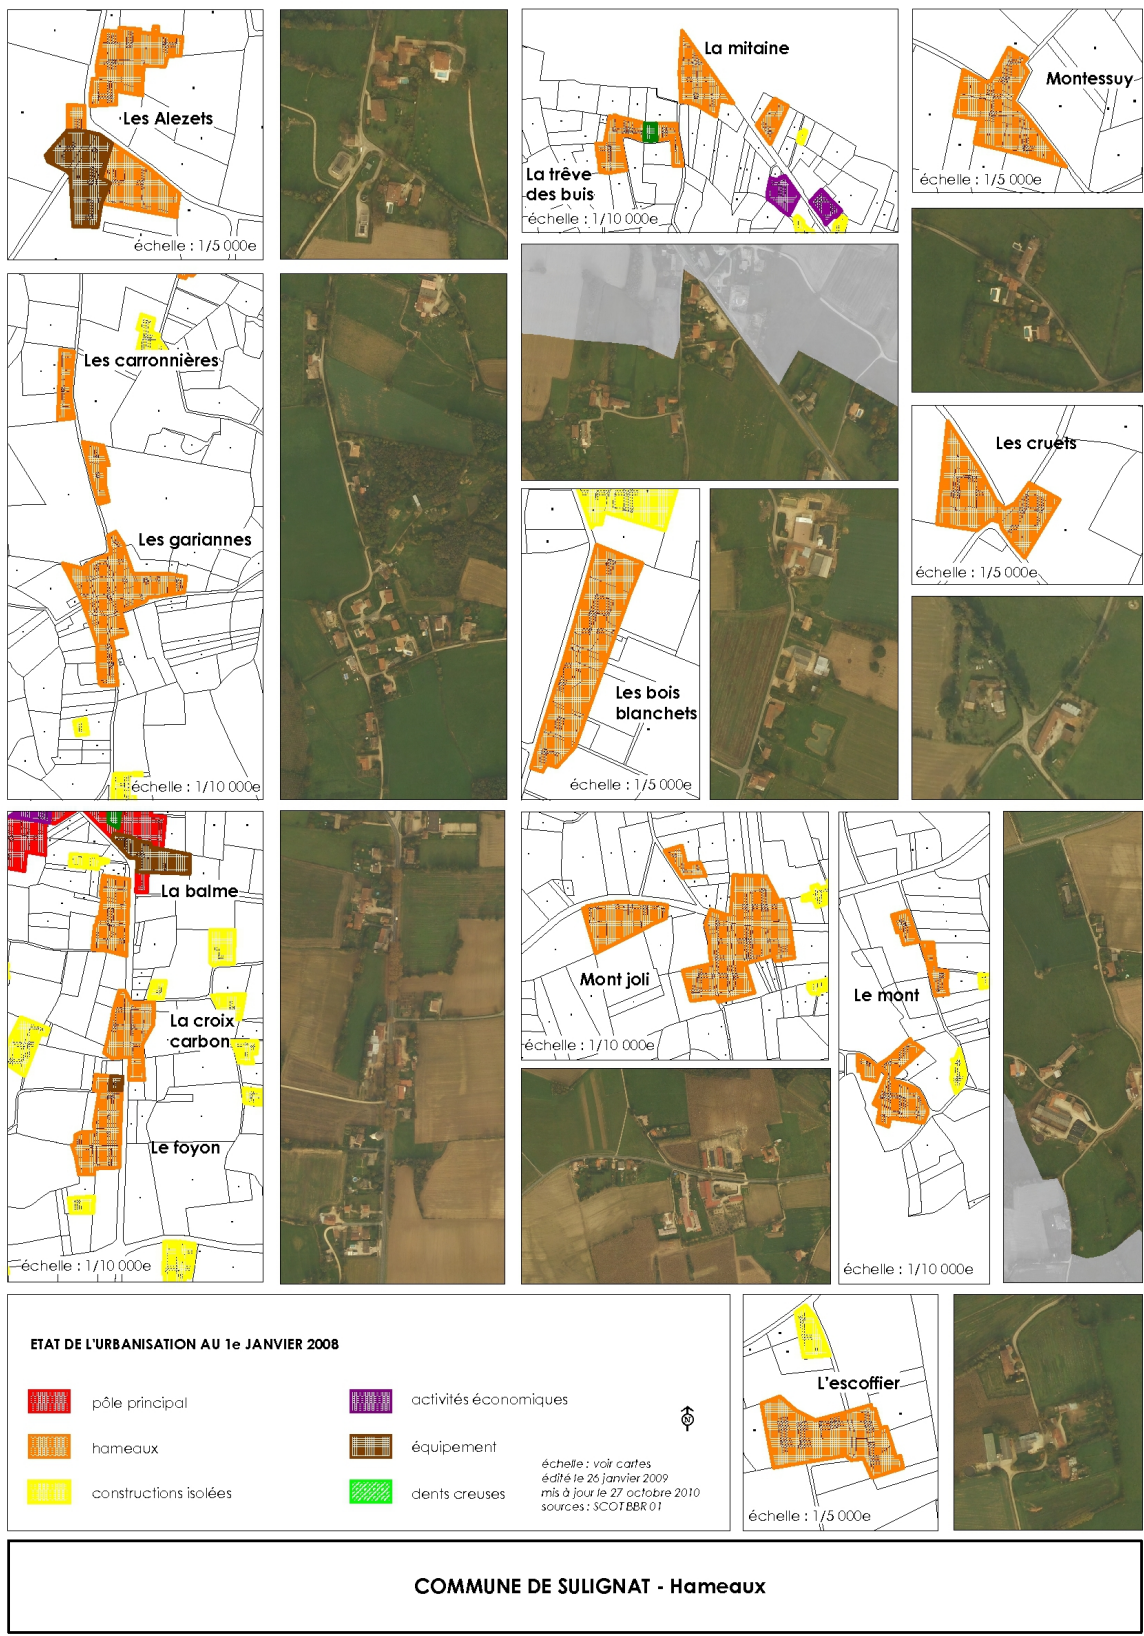 Les Alezets
échelle : 1/5 000e
La mitaine
La trêve
des buis
échelle : 1/10 000e
Montessuy
échelle : 1/5 000e
Les carronnières
Les gariannes
échelle : 1/10 000e
Les bois
blanchets
échelle : 1/5 000e
Les cruets
échelle : 1/5 000e
La balme
La croix
carbon
Le foyon
échelle : 1/10 000e
Mont joli
échelle : 1/10 000e
Le mont
échelle : 1/10 000e
ETAT DE L'URBANISATION AU 1e JANVIER 2008
pôle principal
hameaux
constructions isolées
activités économiques
équipement
dents creuses
N
échelle : voir cartes
édité le 26 janvier 2009
mis à jour le 27 octobre 2010
sources : SCOT BBR 01
L'escoffier
échelle : 1/5 000e
COMMUNE DE SULIGNAT - Hameaux